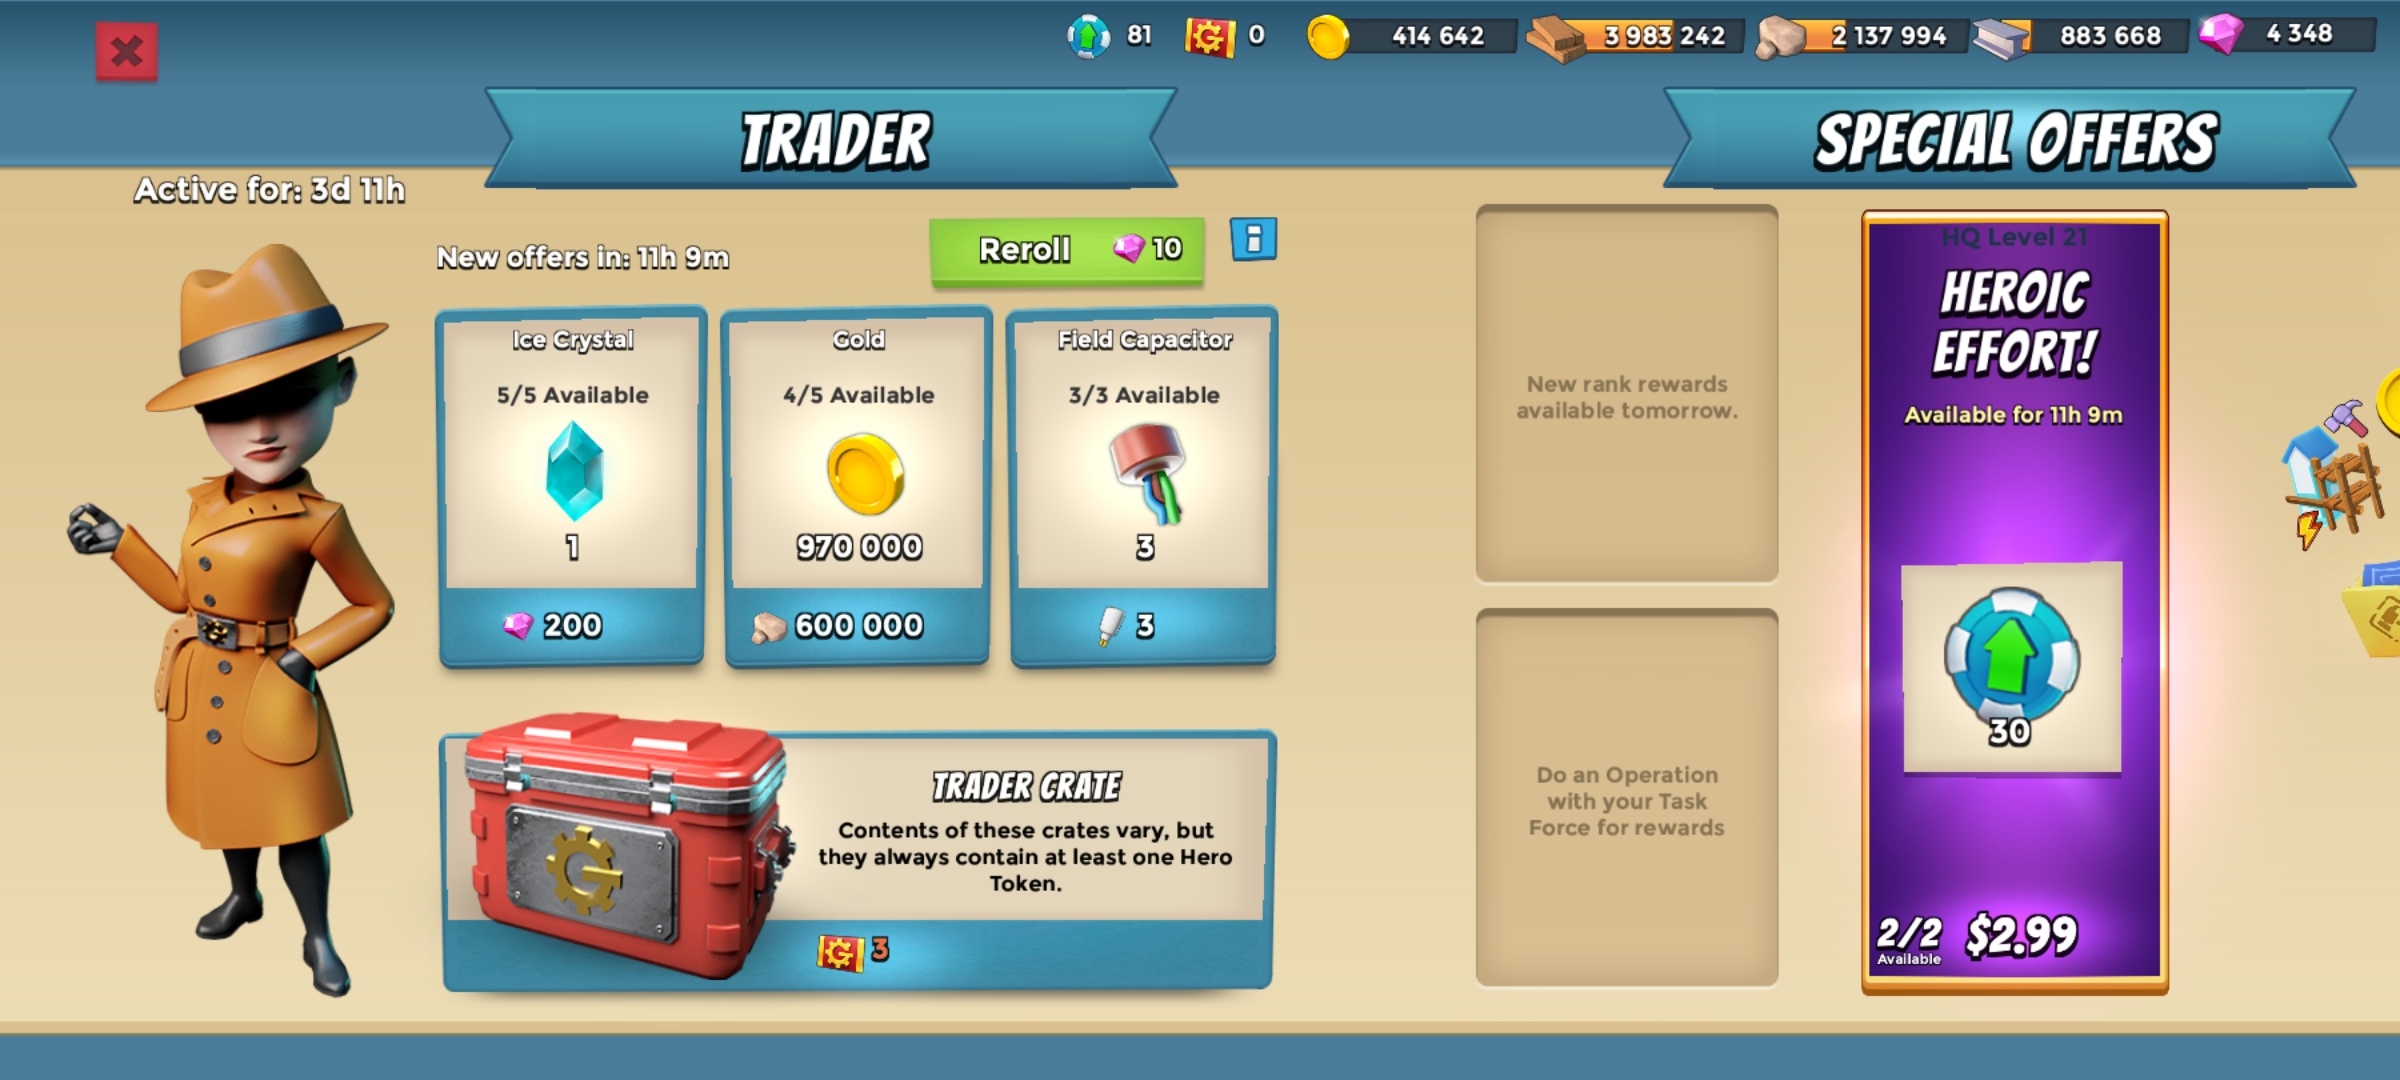 81
0
414 642
3 983 242
2 137 994
883 668
4 348
TRADER
SPECIAL OFFERS
Active for: 3d 11h
New offers in: 11h 9m
Reroll 10
Ice Crystal
5/5 Available
1
200
Gold
4/5 Available
970 000
600 000
Field Capacitor
3/3 Available
3
3
TRADER CRATE
Contents of these crates vary, but
they always contain at least one Hero
Token.
3
New rank rewards
available tomorrow.
Do an Operation
with your Task
Force for rewards
HQ Level 21
HEROIC
EFFORT!
Available for 11h 9m
30
2/2 $2.99
Available